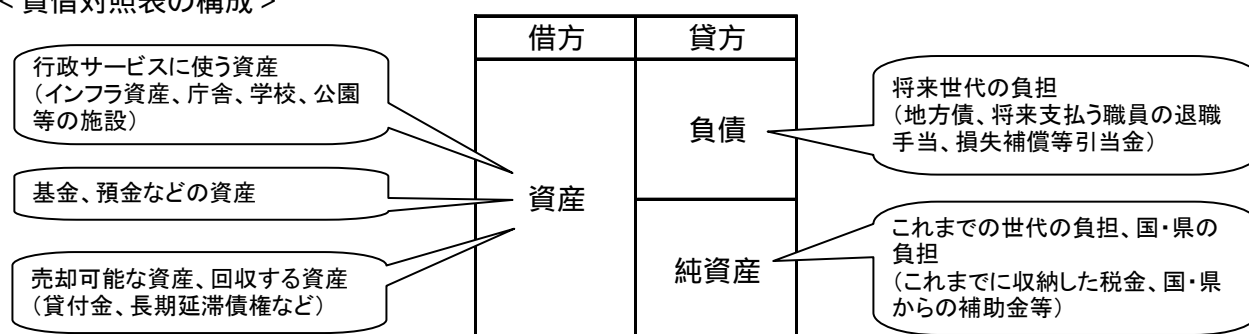 <貸借対照表の構成>
借方
貸方
行政サービスに使う資産
(インフラ資産、庁舎、学校、公園
等の施設)
基金、預金などの資産
売却可能な資産、回収する資産
(貸付金、長期延滞債権など)
資産
負債
純資産
将来世代の負担
(地方債、将来支払う職員の退職
手当、損失補償等引当金)
これまでの世代の負担、国・県の
負担
(これまでに収納した税金、国・県
からの補助金等)